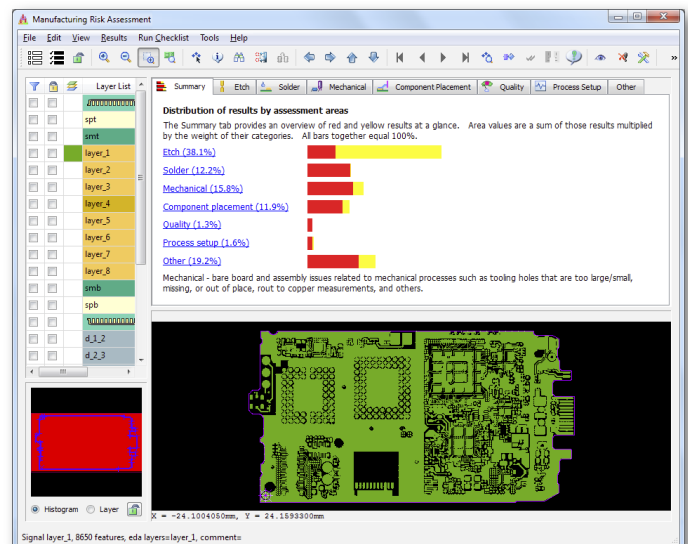 Manufacturing Risk Assessment
File Edit View Results Run Checklist Tools Help
Layer List
spt
smt
layer_1
layer_2
layer_3
layer_4
layer_5
layer_6
layer_7
layer_8
smb
spb
d_1_2
d_2_3
Summary Etch Solder Mechanical Component Placement Quality Process Setup Other
Distribution of results by assessment areas
The Summary tab provides an overview of red and yellow results at a glance. Area values are a sum of those results multiplied
by the weight of their categories. All bars together equal 100%.
Etch (38.1%)
Solder (12.2%)
Mechanical (15.8%)
Component placement (11.9%)
Quality (1.3%)
Process setup (1.6%)
Other (19.2%)
Mechanical - bare board and assembly issues related to mechanical processes such as tooling holes that are too large/small,
missing, or out of place, rout to copper measurements, and others.
Histogram Layer
X = -24.1004050mm, Y = 24.1593300mm
Signal layer_1, 8650 features, eda layers=layer_1, comment=